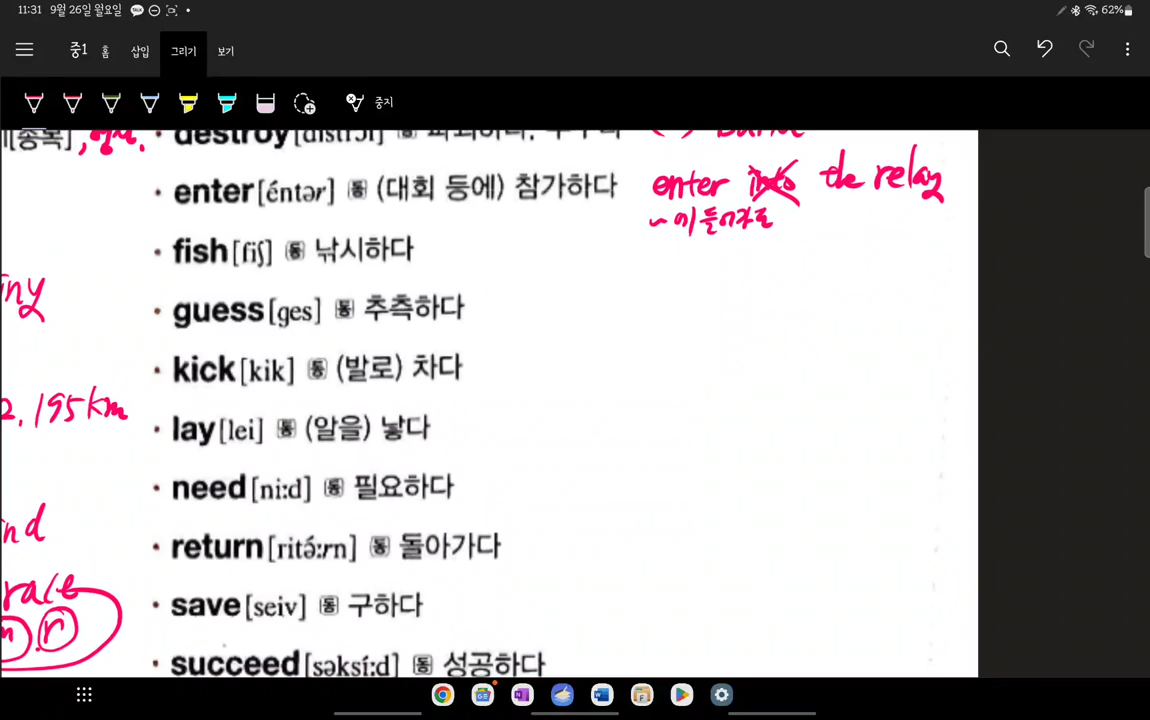 11:31 9월 26일 월요일 TALK 62%
중1 홈 삽입 그리기 보기
중지
[종목]
destroy
enter[éntər] 동 (대회 등에) 참가하다 enter into the relay
fish[fiʃ] 동 낚시하다
guess[ges] 동 추측하다
kick[kik] 동 (발로) 차다
2.195km
lay[lei] 동 (알을) 낳다
need[ni:d] 동 필요하다
return[ritə́:rn] 동 돌아가다
save[seiv] 동 구하다
r
succeed[səksí:d] 동 성공하다